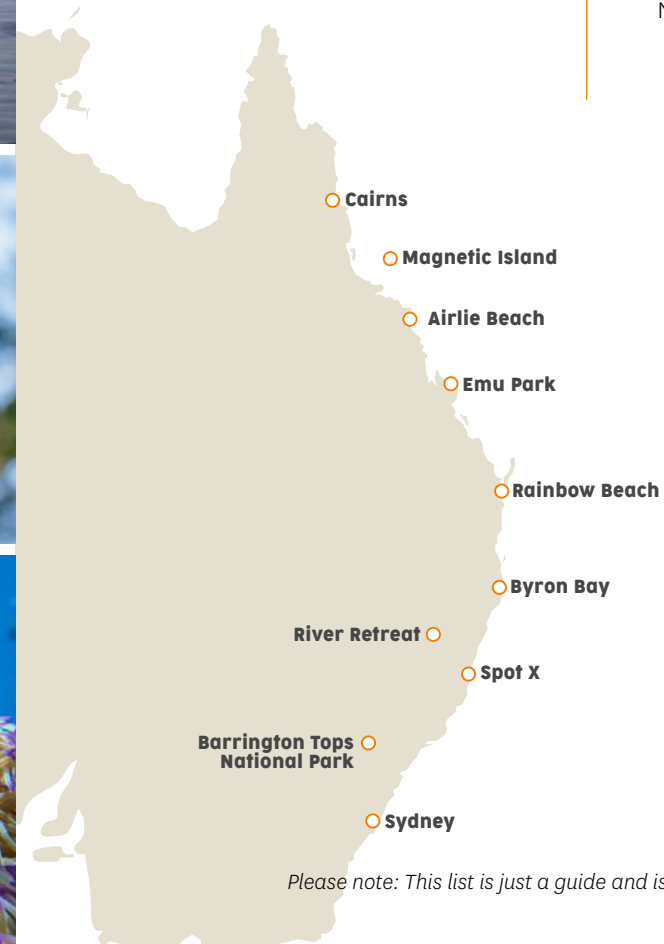 Cairns
Magnetic Island
Airlie Beach
Emu Park
Rainbow Beach
Byron Bay
River Retreat
Spot X
Barrington Tops
National Park
Sydney
Please note: This list is just a guide and is